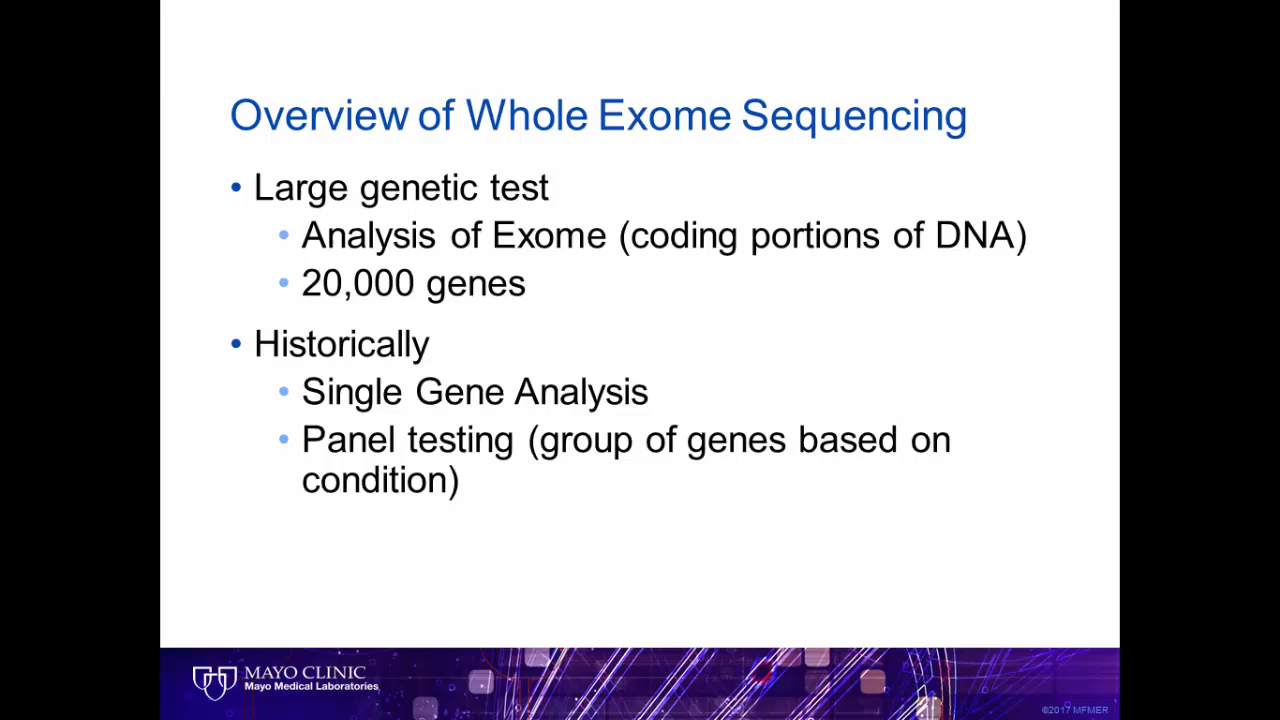 Overview of Whole Exome Sequencing
• Large genetic test
• Analysis of Exome (coding portions of DNA)
• 20,000 genes
• Historically
• Single Gene Analysis
• Panel testing (group of genes based on
condition)
MAYO CLINIC
Mayo Medical Laboratories
©2017 MFMER